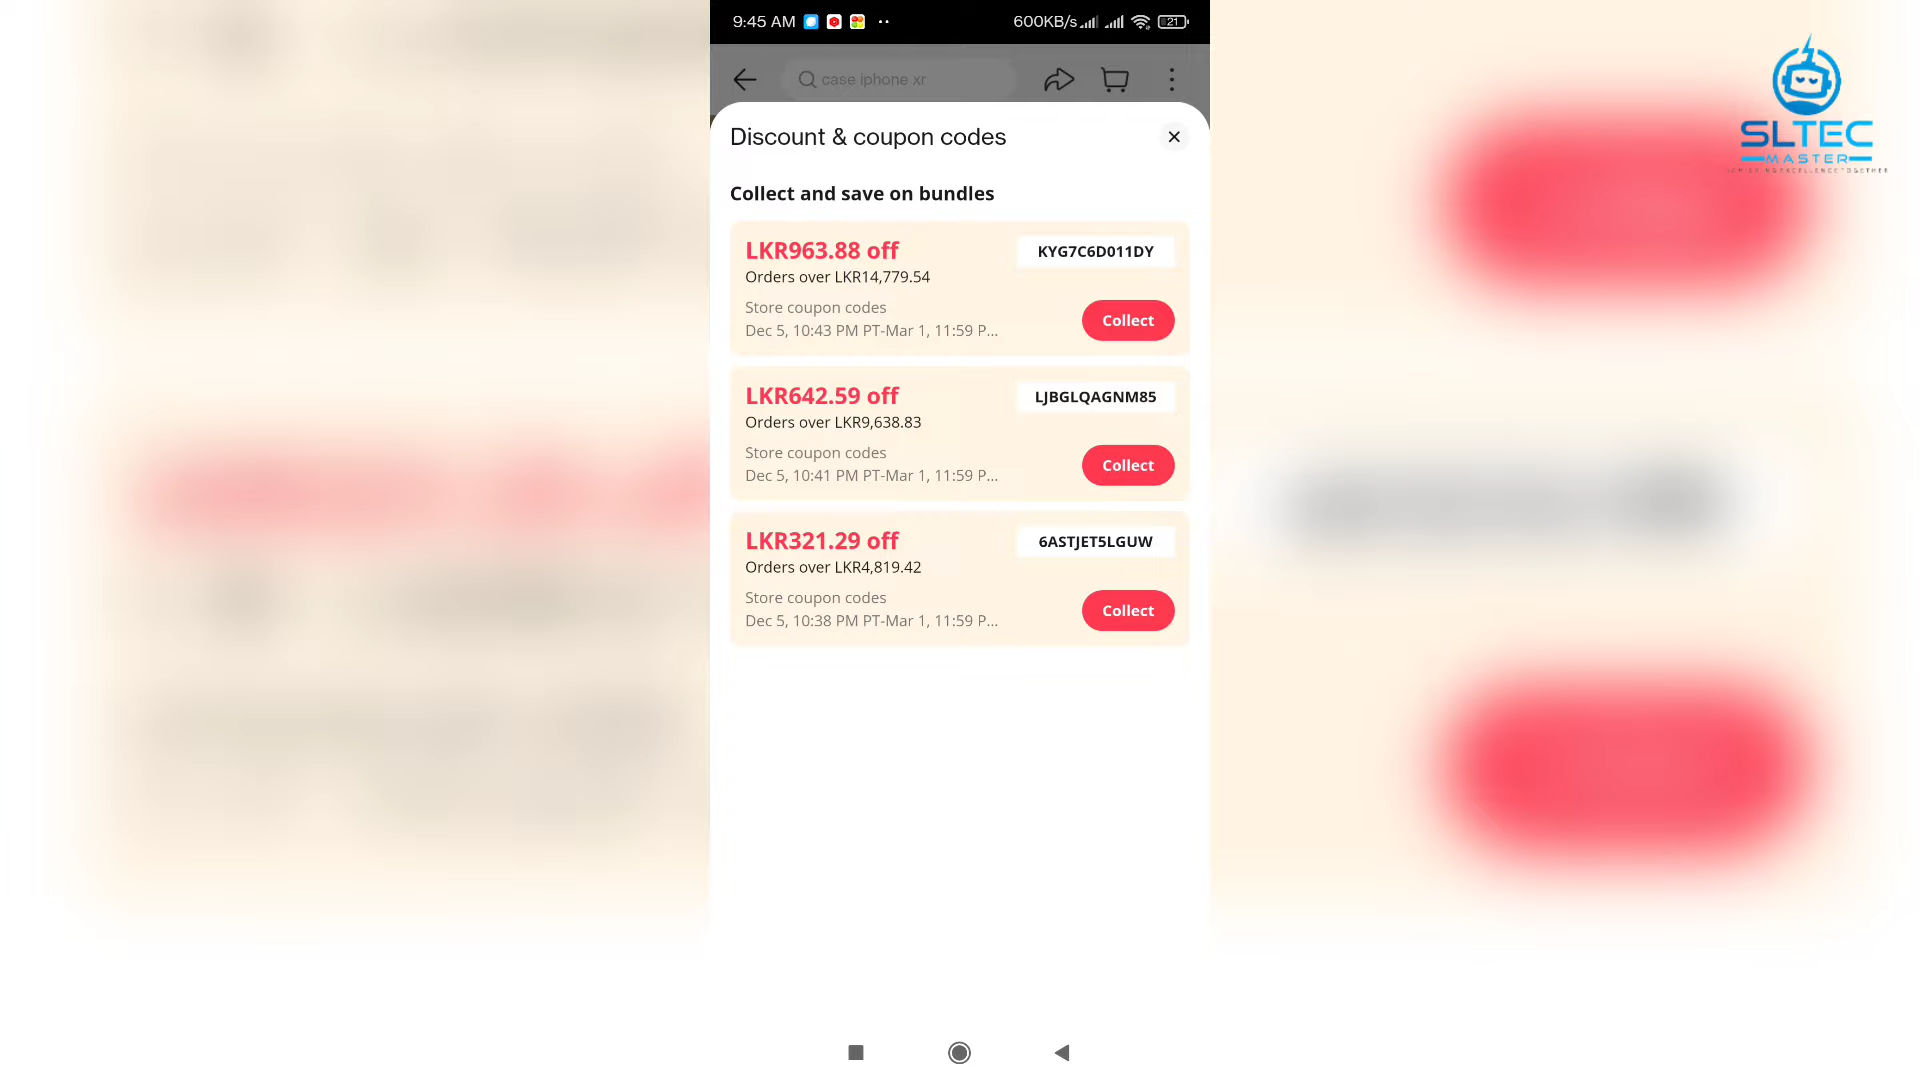 9:45 AM
600KB/s
21
case iphone xr
Discount & coupon codes
Collect and save on bundles
LKR963.88 off
KYG7C6D011DY
Orders over LKR14,779.54
Store coupon codes
Dec 5, 10:43 PM PT-Mar 1, 11:59 P...
Collect
LKR642.59 off
LJBGLQAGNM85
Orders over LKR9,638.83
Store coupon codes
Dec 5, 10:41 PM PT-Mar 1, 11:59 P...
Collect
LKR321.29 off
6ASTJET5LGUW
Orders over LKR4,819.42
Store coupon codes
Dec 5, 10:38 PM PT-Mar 1, 11:59 P...
Collect
SLTEC
MASTER